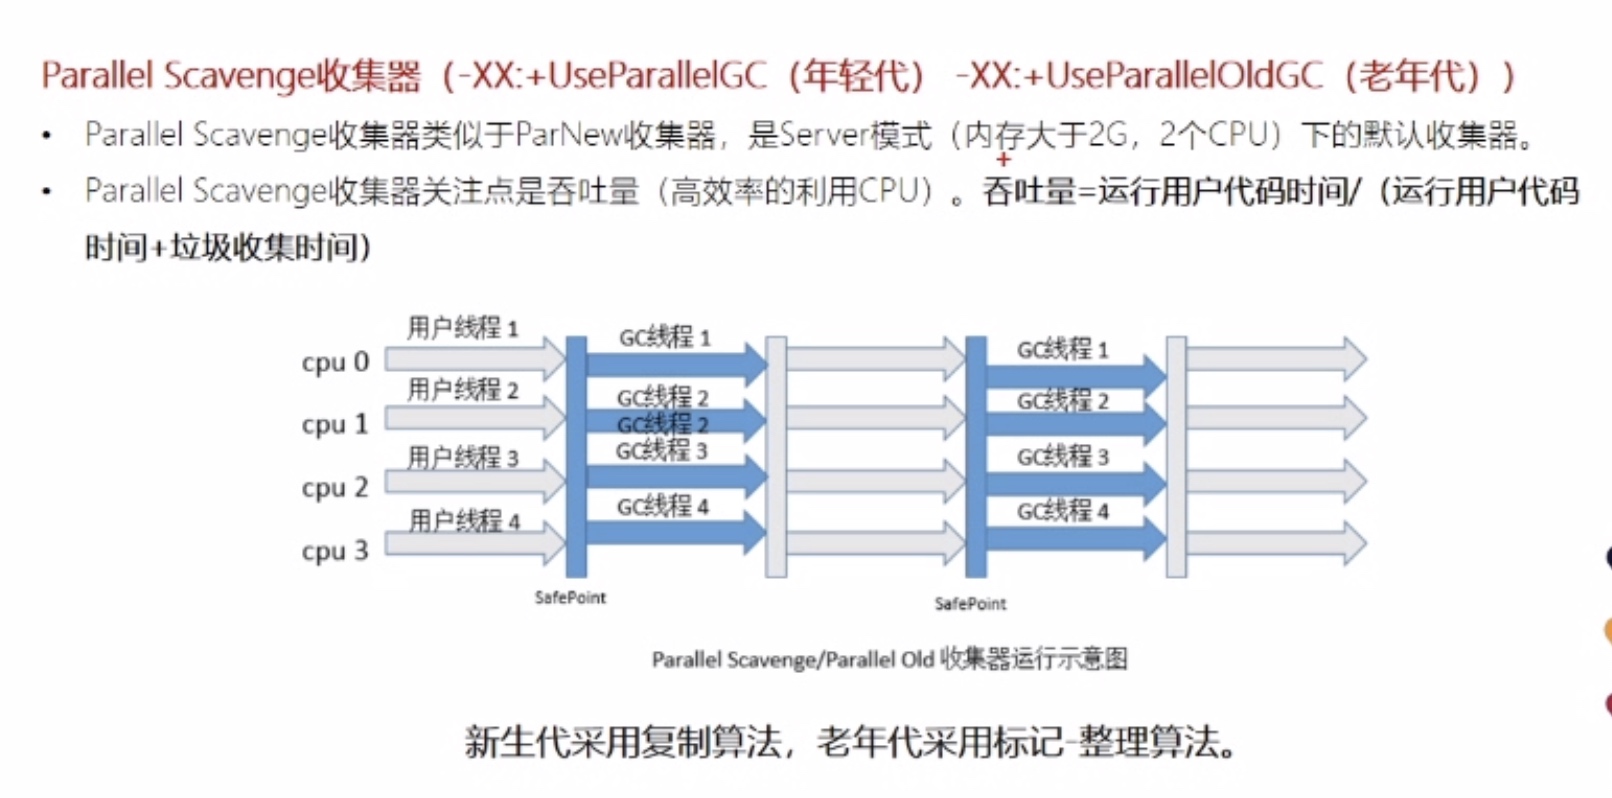 Parallel Scavenge收集器（-XX:+UseParallelGC（年轻代） -XX:+UseParallelOldGC（老年代））
• Parallel Scavenge收集器类似于ParNew收集器，是Server模式（内存大于2G，2个CPU）下的默认收集器。
• Parallel Scavenge收集器关注点是吞吐量（高效率的利用CPU）。吞吐量=运行用户代码时间/（运行用户代码
时间+垃圾收集时间）
用户线程 1
GC线程 1
GC线程 1
cpu 0
用户线程 2
GC线程 2
GC线程 2
cpu 1
GC线程 2
用户线程 3
GC线程 3
GC线程 3
cpu 2
用户线程 4
GC线程 4
GC线程 4
cpu 3
SafePoint
SafePoint
Parallel Scavenge/Parallel Old 收集器运行示意图
新生代采用复制算法，老年代采用标记-整理算法。